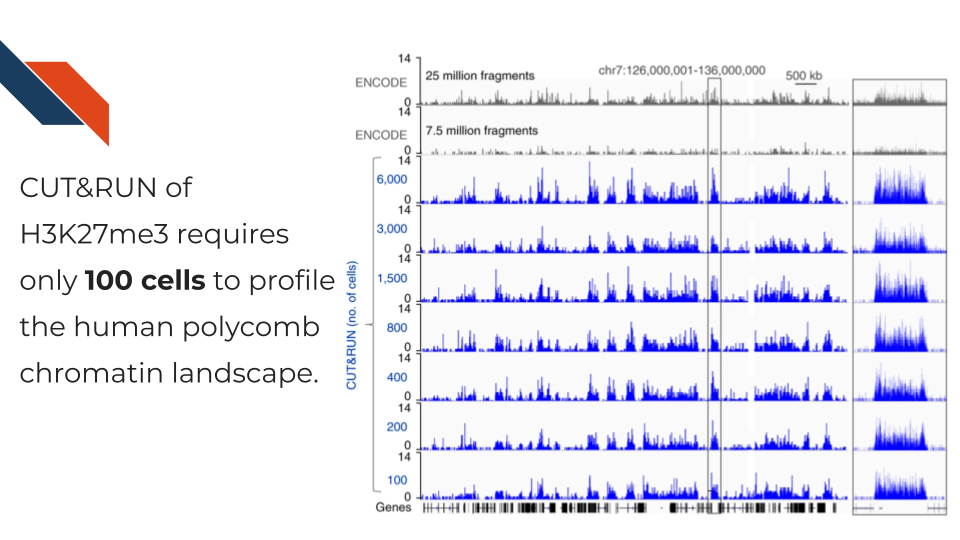 CUT&RUN of
H3K27me3 requires
only 100 cells to profile
the human polycomb
chromatin landscape.
14
ENCODE
0
25 million fragments
chr7:126,000,001-136,000,000
500 kb
14
ENCODE
0
7.5 million fragments
CUT&RUN (no. of cells)
14
6,000
0
14
3,000
0
14
1,500
0
14
800
0
14
400
0
14
200
0
14
100
0
Genes